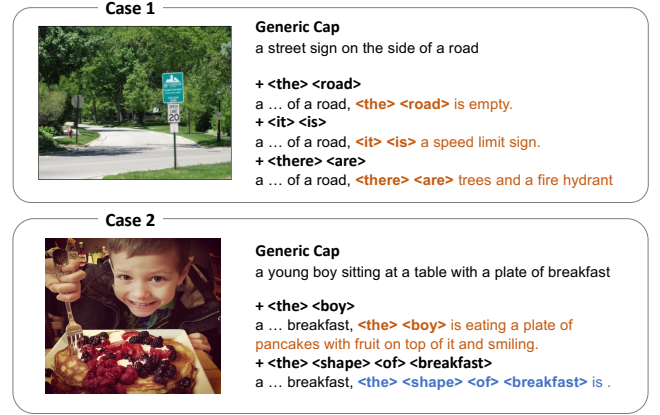 Case 1
Generic Cap
a street sign on the side of a road
+ <the> <road>
a … of a road, <the> <road> is empty.
+ <it> <is>
a … of a road, <it> <is> a speed limit sign.
+ <there> <are>
a … of a road, <there> <are> trees and a fire hydrant
SPEED
LIMIT
20
Case 2
Generic Cap
a young boy sitting at a table with a plate of breakfast
+ <the> <boy>
a … breakfast, <the> <boy> is eating a plate of
pancakes with fruit on top of it and smiling.
+ <the> <shape> <of> <breakfast>
a … breakfast, <the> <shape> <of> <breakfast> is .